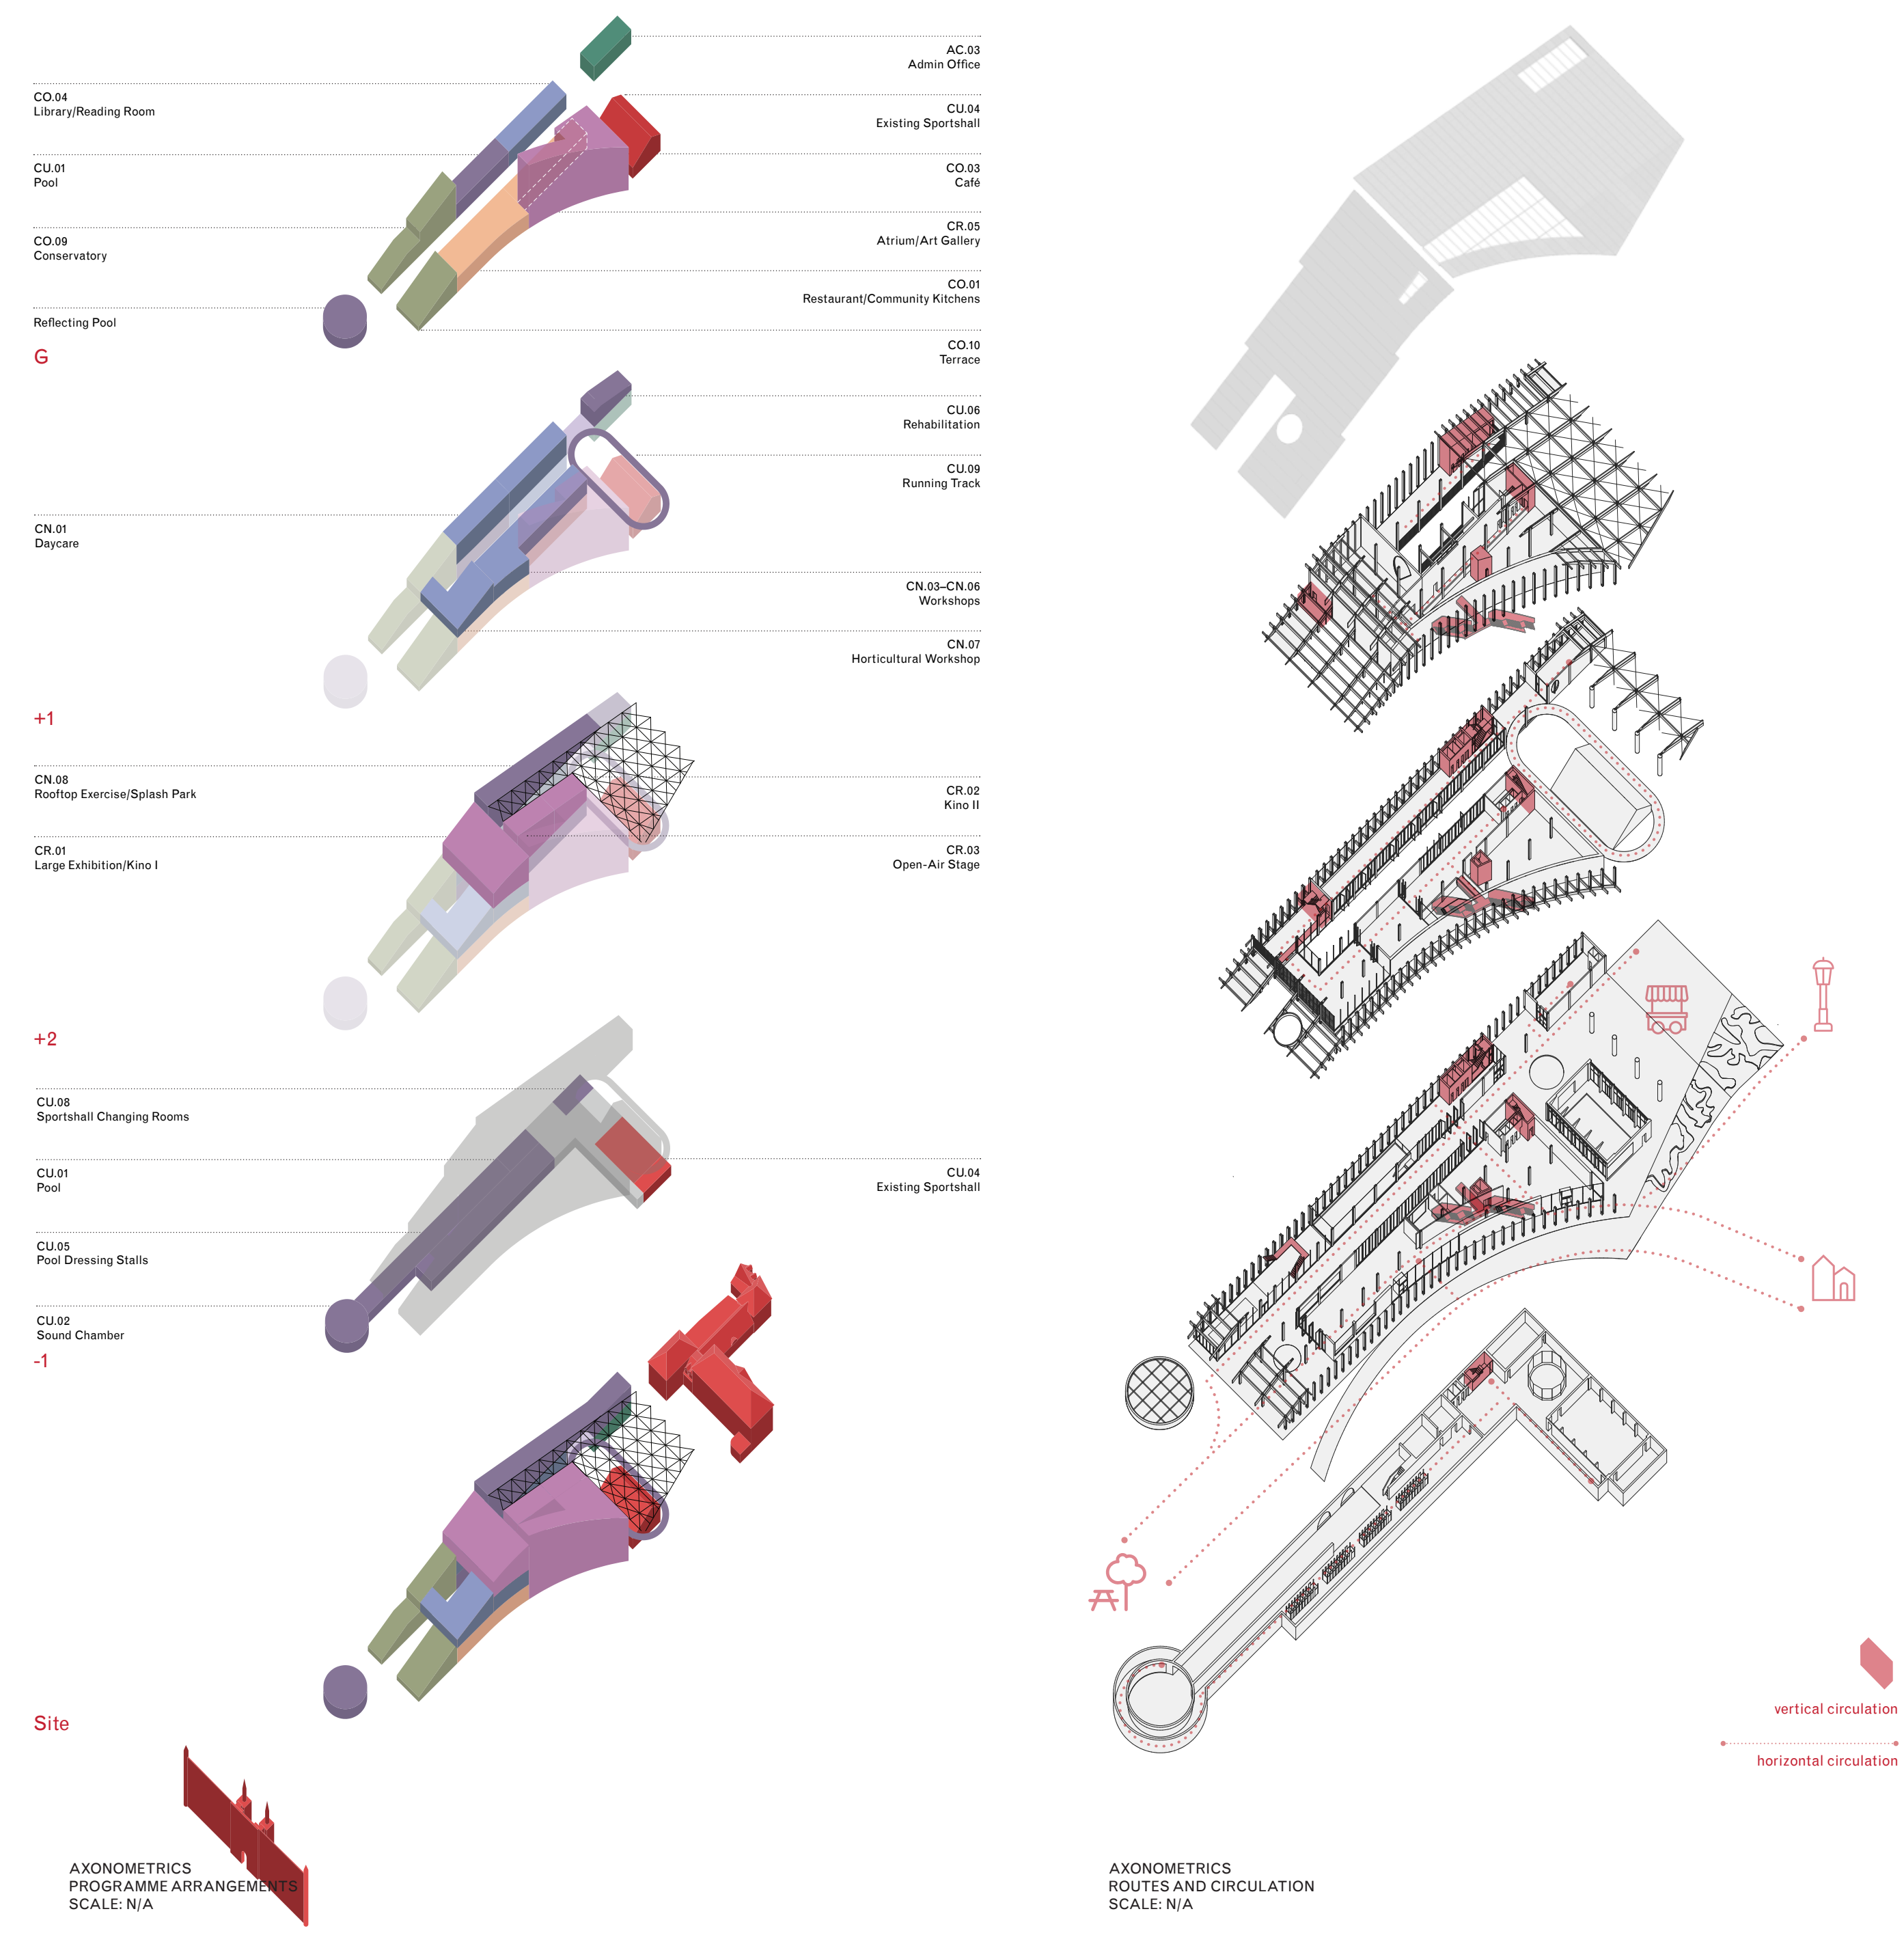 AC.03
Admin Office
CO.04
Library/Reading Room
CU.04
Existing Sportshall
CU.01
Pool
CO.03
Café
CO.09
Conservatory
CR.05
Atrium/Art Gallery
CO.01
Restaurant/Community Kitchens
Reflecting Pool
CO.10
Terrace
G
CU.06
Rehabilitation
CU.09
Running Track
CN.01
Daycare
CN.03–CN.06
Workshops
CN.07
Horticultural Workshop
+1
CN.08
Rooftop Exercise/Splash Park
CR.02
Kino II
CR.01
Large Exhibition/Kino I
CR.03
Open-Air Stage
+2
CU.08
Sportshall Changing Rooms
CU.01
Pool
CU.04
Existing Sportshall
CU.05
Pool Dressing Stalls
CU.02
Sound Chamber
-1
Site
AXONOMETRICS
PROGRAMME ARRANGEMENTS
SCALE: N/A
vertical circulation
horizontal circulation
AXONOMETRICS
ROUTES AND CIRCULATION
SCALE: N/A